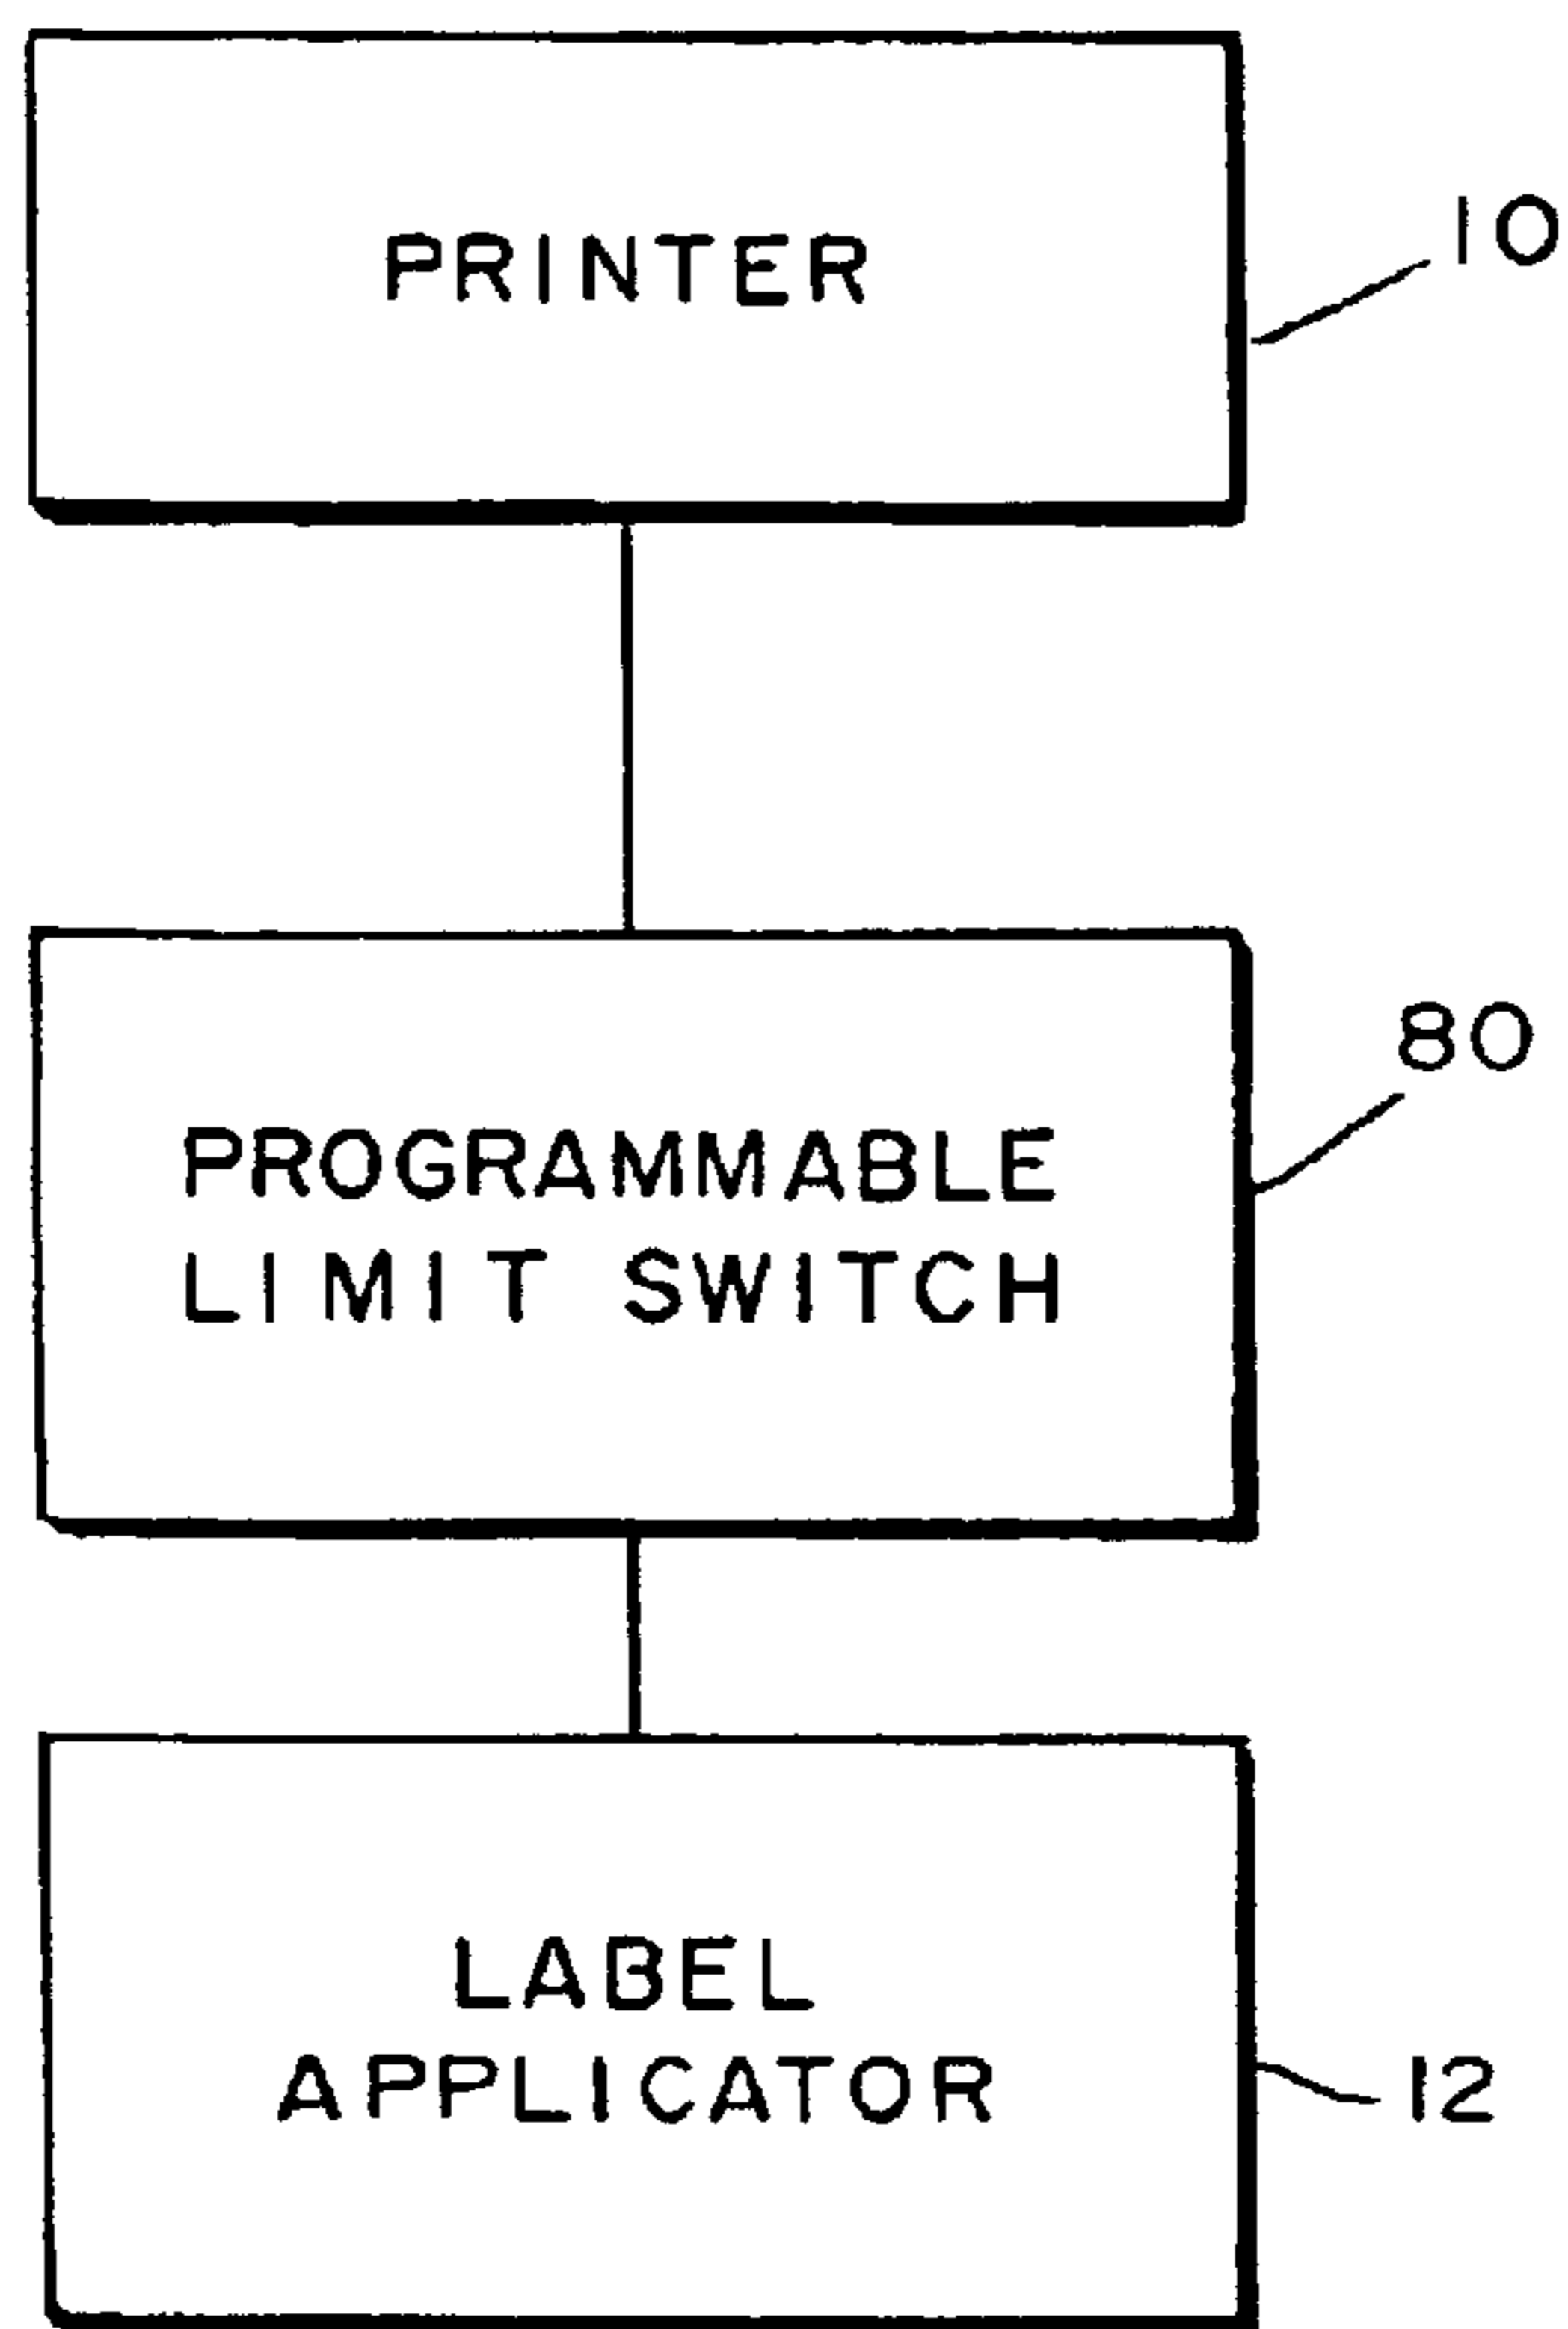 PRINTER
10
80
PROGRAMMABLE
LIMIT SWITCH
LABEL
APPLICATOR
12